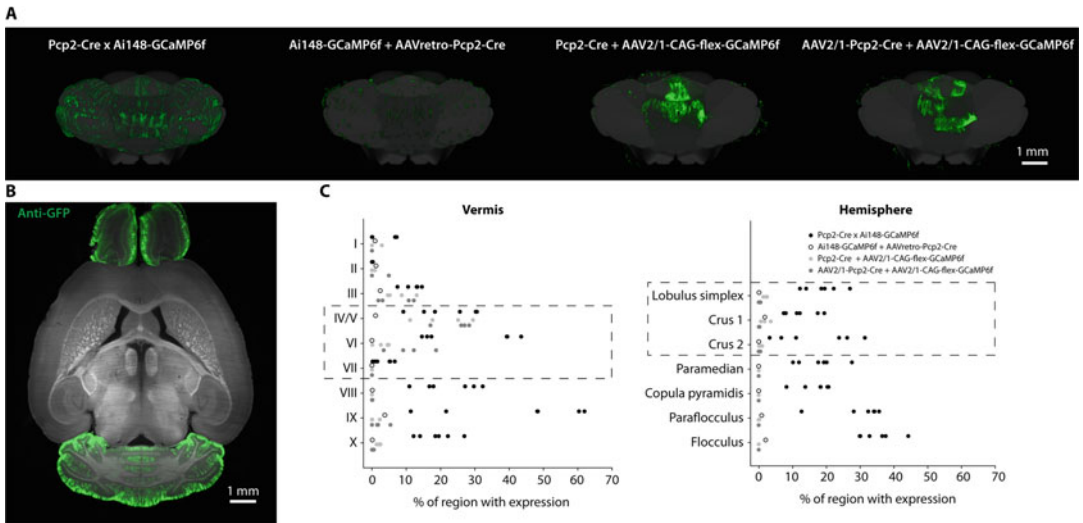 A
Pcp2-Cre x Ai148-GCaMP6f
Ai148-GCaMP6f + AAVretro-Pcp2-Cre
Pcp2-Cre + AAV2/1-CAG-flex-GCaMP6f
AAV2/1-Pcp2-Cre + AAV2/1-CAG-flex-GCaMP6f
1 mm
B
Anti-GFP
1 mm
C
Vermis
I
II
III
IV/V
VI
VII
VIII
IX
X
0 10 20 30 40 50 60 70
% of region with expression
Hemisphere
Pcp2-Cre x Ai148-GCaMP6f
Ai148-GCaMP6f + AAVretro-Pcp2-Cre
Pcp2-Cre + AAV2/1-CAG-flex-GCaMP6f
AAV2/1-Pcp2-Cre + AAV2/1-CAG-flex-GCaMP6f
Lobulus simplex
Crus 1
Crus 2
Paramedian
Copula pyramidis
Paraflocculus
Flocculus
0 10 20 30 40 50 60 70
% of region with expression